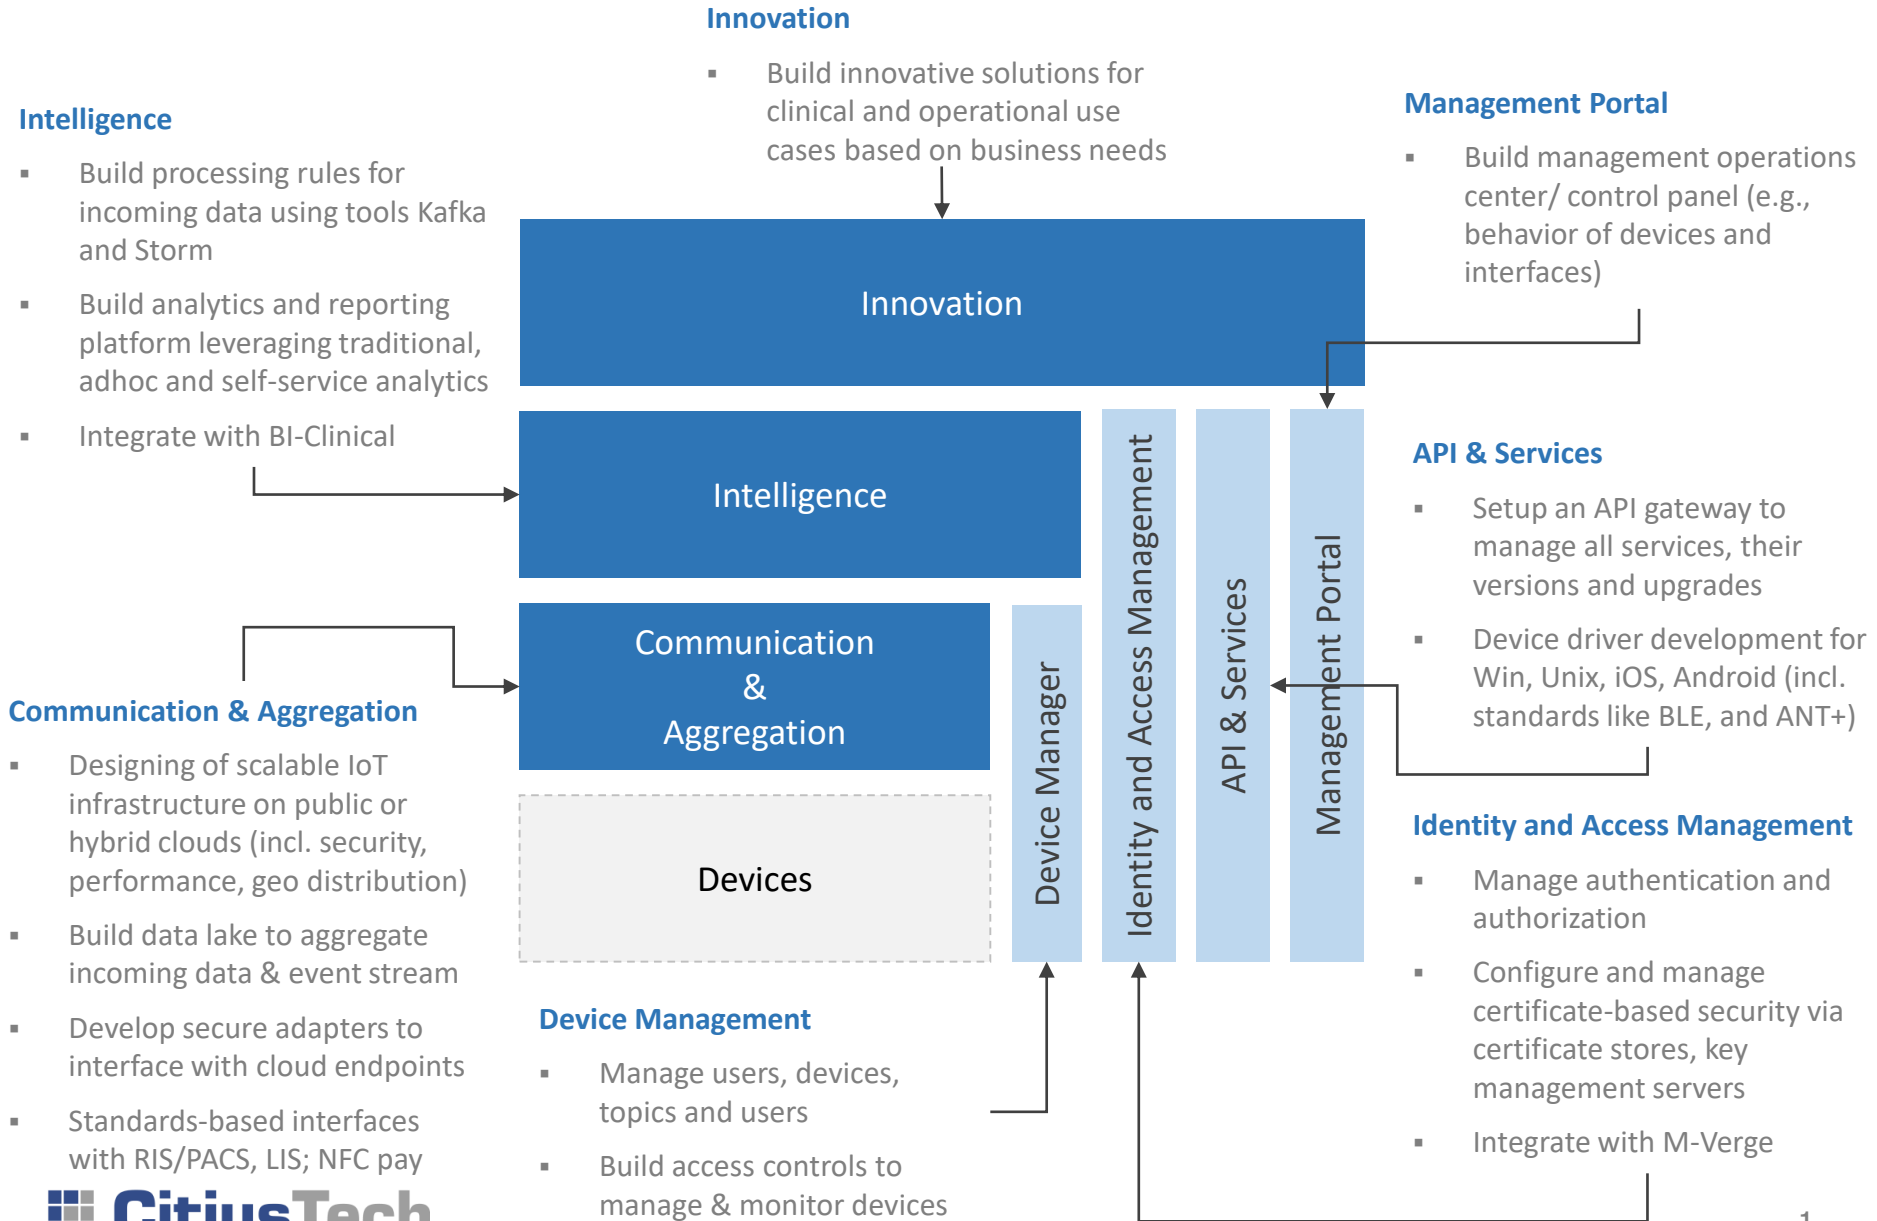 Innovation
▪ Build innovative solutions for
clinical and operational use
cases based on business needs
Intelligence
▪ Build processing rules for
incoming data using tools Kafka
and Storm
▪ Build analytics and reporting
platform leveraging traditional,
adhoc and self-service analytics
▪ Integrate with BI-Clinical
Management Portal
▪ Build management operations
center/ control panel (e.g.,
behavior of devices and
interfaces)
Innovation
Intelligence
Communication
&
Aggregation
Devices
Device Manager
Identity and Access Management
API & Services
Management Portal
API & Services
▪ Setup an API gateway to
manage all services, their
versions and upgrades
▪ Device driver development for
Win, Unix, iOS, Android (incl.
standards like BLE, and ANT+)
Communication & Aggregation
▪ Designing of scalable IoT
infrastructure on public or
hybrid clouds (incl. security,
performance, geo distribution)
▪ Build data lake to aggregate
incoming data & event stream
▪ Develop secure adapters to
interface with cloud endpoints
▪ Standards-based interfaces
with RIS/PACS, LIS; NFC pay
Device Management
▪ Manage users, devices,
topics and users
▪ Build access controls to
manage & monitor devices
Identity and Access Management
▪ Manage authentication and
authorization
▪ Configure and manage
certificate-based security via
certificate stores, key
management servers
▪ Integrate with M-Verge
CitiusTech
1